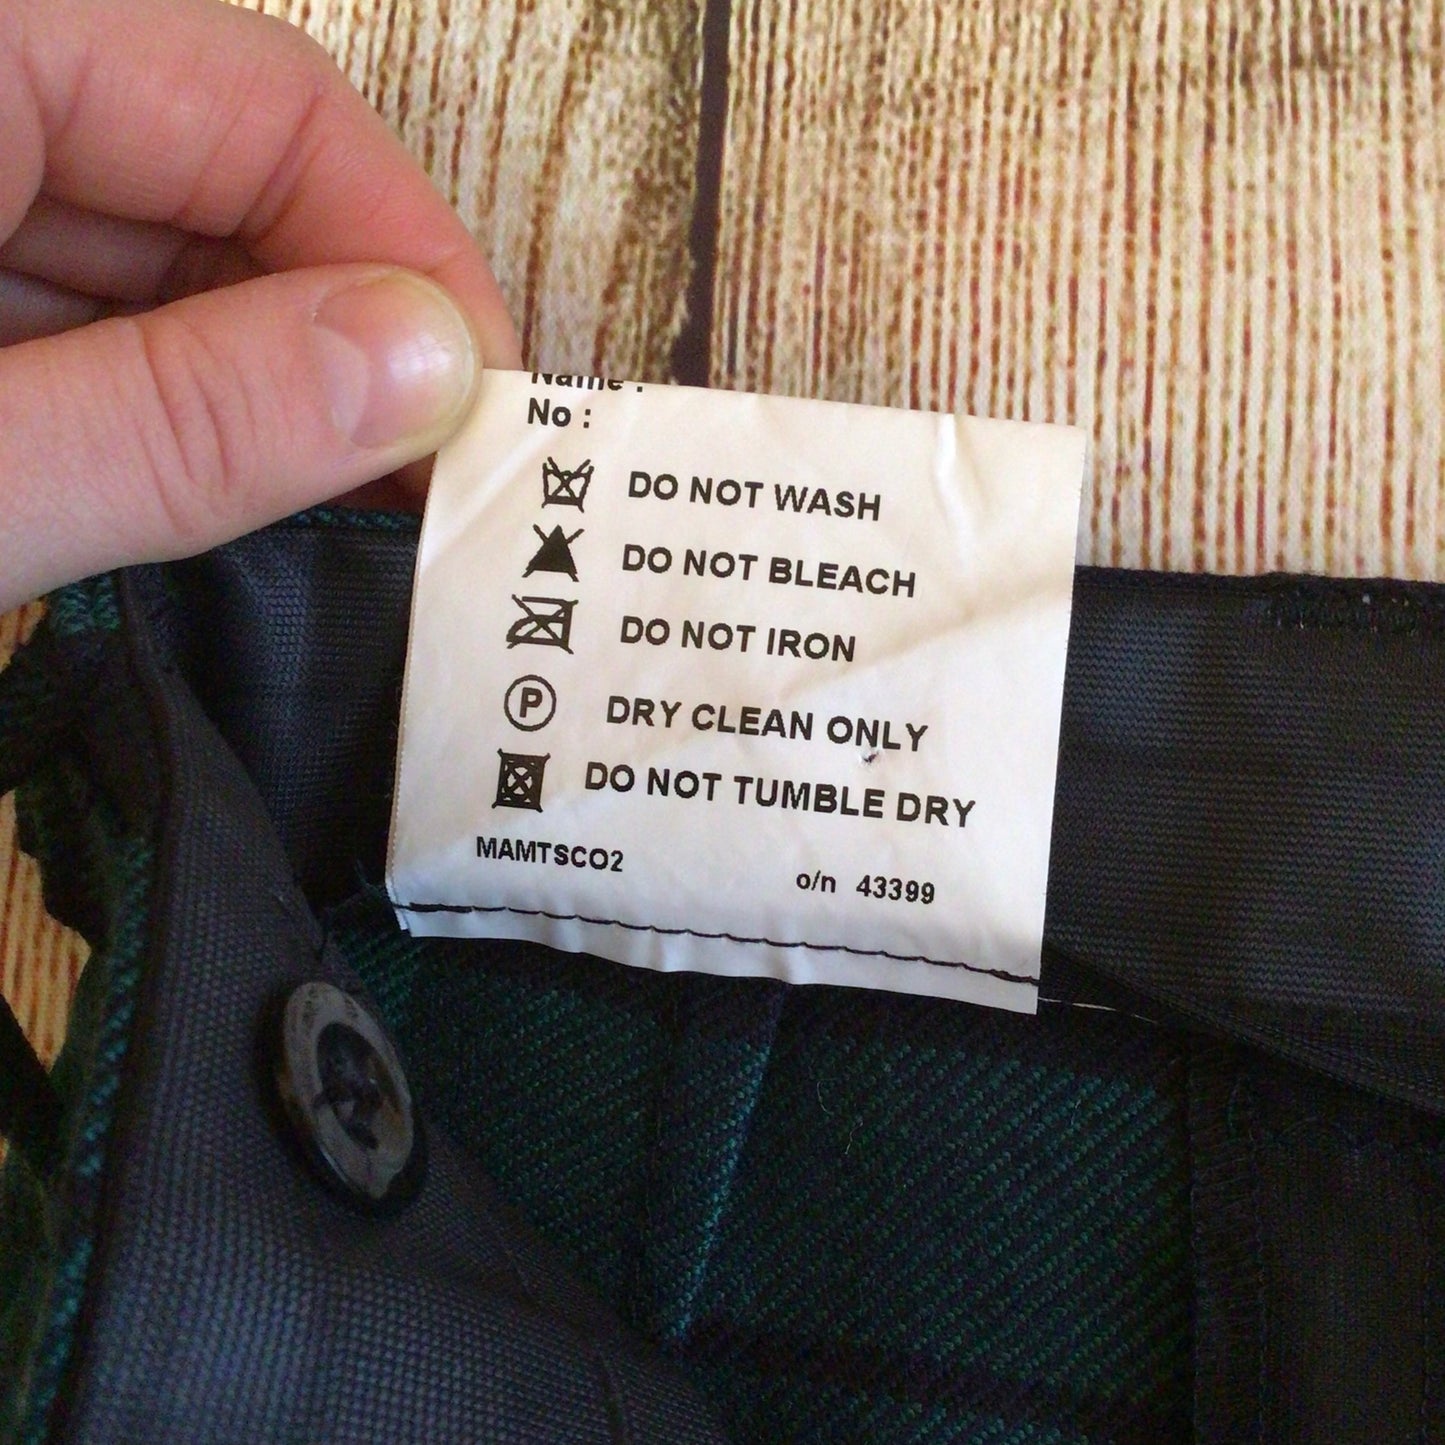 Name :
No :
DO NOT WASH
DO NOT BLEACH
DO NOT IRON
P DRY CLEAN ONLY
DO NOT TUMBLE DRY
MAMTSCO2 o/n 43399